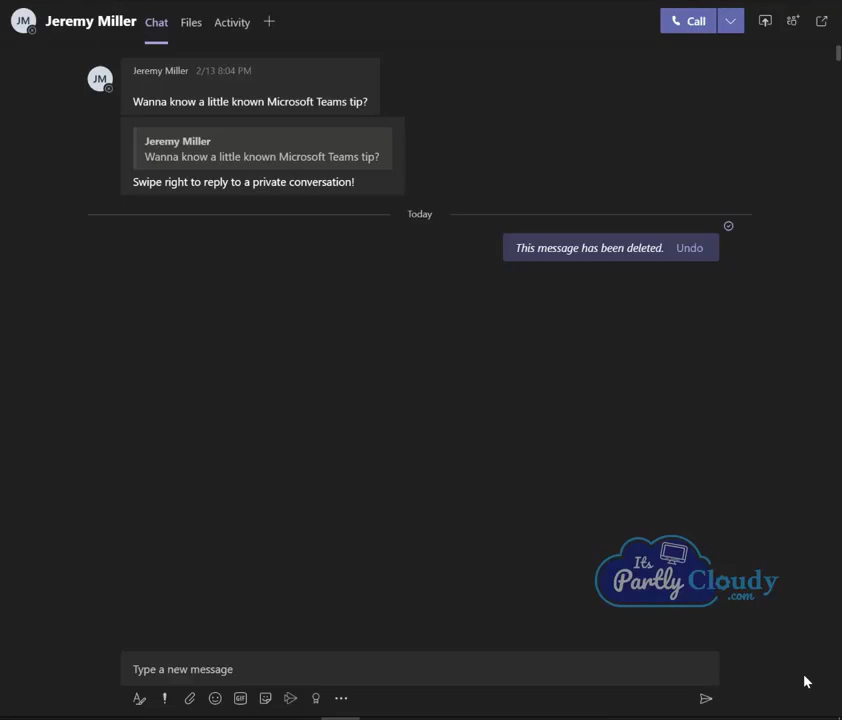 JM Jeremy Miller Chat Files Activity Call
Jeremy Miller 2/13 8:04 PM
JM
Wanna know a little known Microsoft Teams tip?
Jeremy Miller
Wanna know a little known Microsoft Teams tip?
Swipe right to reply to a private conversation!
Today
This message has been deleted. Undo
Its
Partly Cloudy
.com
Type a new message
GIF